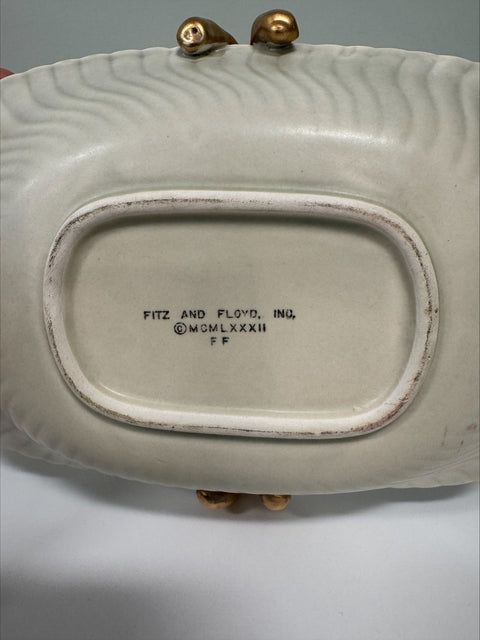 FITZ AND FLOYD, INC.
©MCMLXXXII
FF